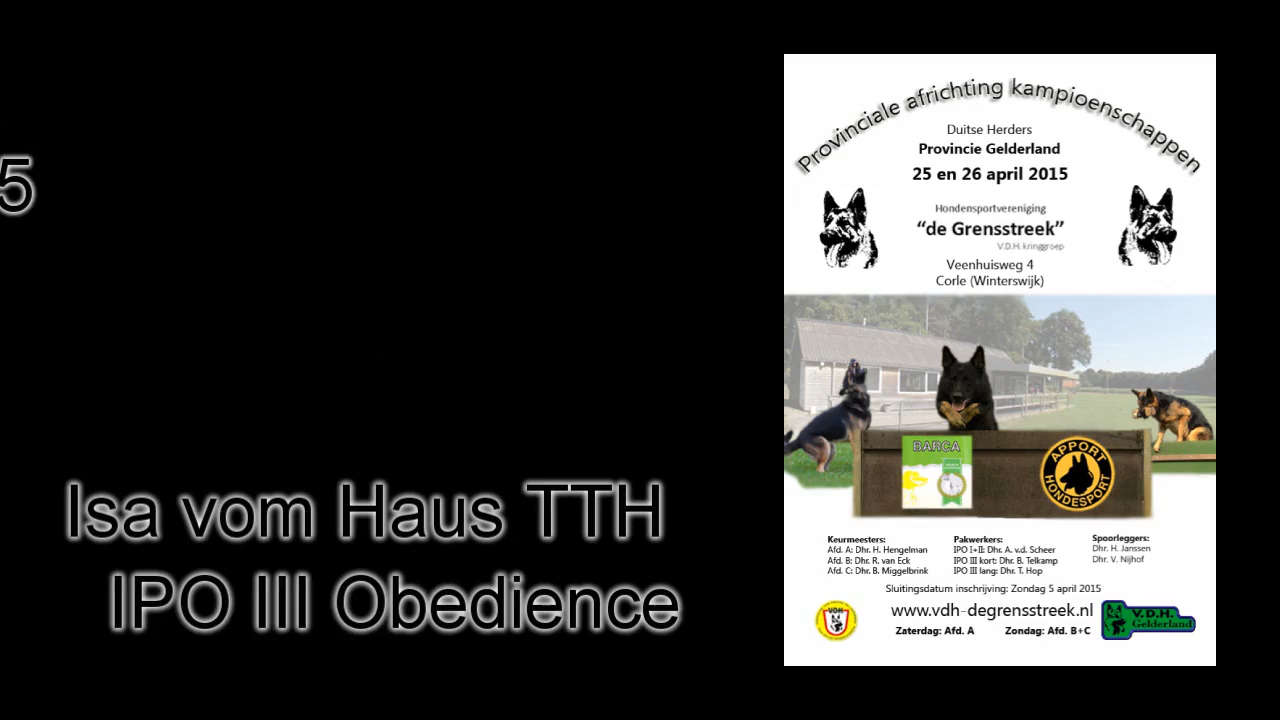 5
Isa vom Haus TTH
IPO III Obedience
Provinciale africhting kampioenschappen
Duitse Herders
Provincie Gelderland
25 en 26 april 2015
Hondensportvereniging
“de Grensstreek”
V.D.H. kringgroep
Veenhuisweg 4
Corle (Winterswijk)
BARCA
APPORT
HONDESPORT
Keurmeesters:
Afd. A: Dhr. H. Hengelman
Afd. B: Dhr. R. van Eck
Afd. C: Dhr. B. Miggelbrink
Pakwerkers:
IPO I+II: Dhr. A. v.d. Scheer
IPO III kort: Dhr. B. Telkamp
IPO III lang: Dhr. T. Hop
Spoorleggers:
Dhr. H. Janssen
Dhr. V. Nijhof
Sluitingsdatum inschrijving: Zondag 5 april 2015
www.vdh-degrensstreek.nl
Zaterdag: Afd. A Zondag: Afd. B+C
VDH
V.D.H.
Gelderland